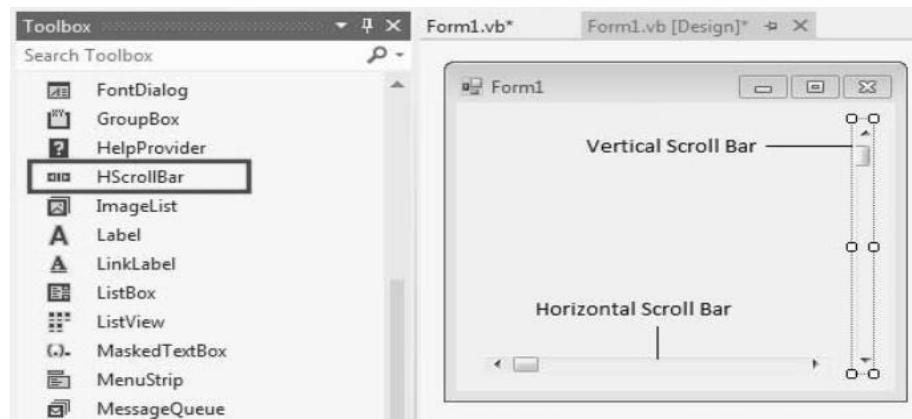 Toolbox
Search Toolbox
FontDialog
GroupBox
HelpProvider
HScrollBar
ImageList
Label
LinkLabel
ListBox
ListView
MaskedTextBox
MenuStrip
MessageQueue
Form1.vb*
Form1.vb [Design]*
Form1
Vertical Scroll Bar
Horizontal Scroll Bar